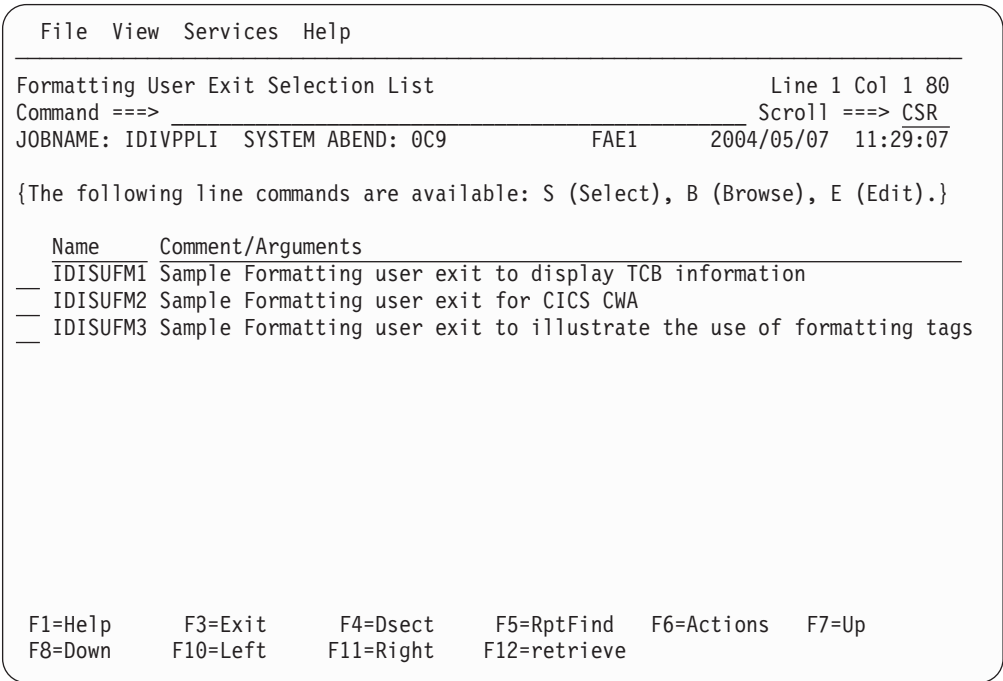 File View Services Help
Formatting User Exit Selection List Line 1 Col 1 80
Command ===> Scroll ===> CSR
JOBNAME: IDIVPPLI SYSTEM ABEND: 0C9 FAE1 2004/05/07 11:29:07
{The following line commands are available: S (Select), B (Browse), E (Edit).}
Name Comment/Arguments
IDISUFM1 Sample Formatting user exit to display TCB information
IDISUFM2 Sample Formatting user exit for CICS CWA
IDISUFM3 Sample Formatting user exit to illustrate the use of formatting tags
F1=Help F3=Exit F4=Dsect F5=RptFind F6=Actions F7=Up
F8=Down F10=Left F11=Right F12=retrieve